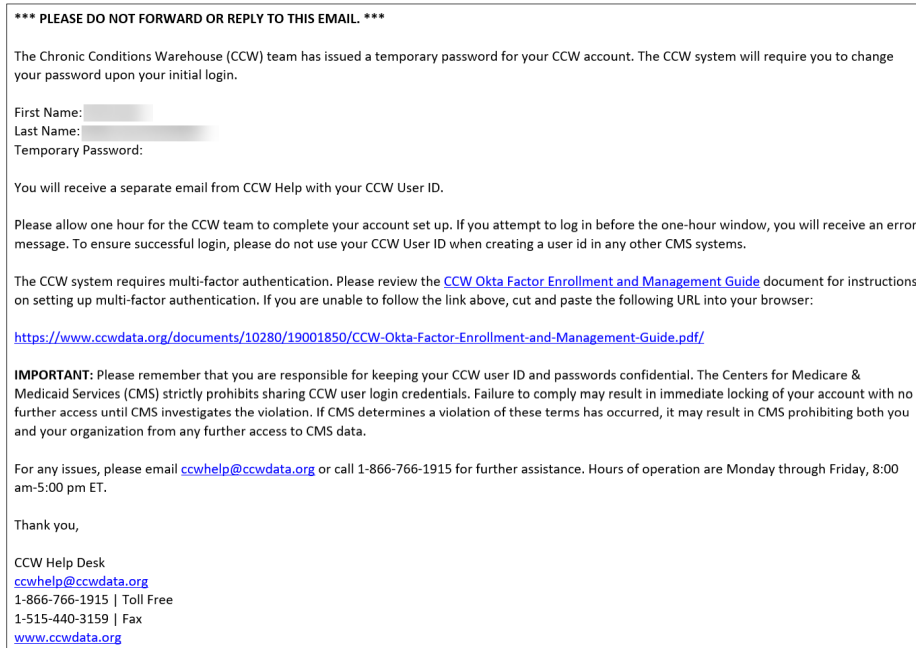 *** PLEASE DO NOT FORWARD OR REPLY TO THIS EMAIL. ***
The Chronic Conditions Warehouse (CCW) team has issued a temporary password for your CCW account. The CCW system will require you to change
your password upon your initial login.
First Name:
Last Name:
Temporary Password:
You will receive a separate email from CCW Help with your CCW User ID.
Please allow one hour for the CCW team to complete your account set up. If you attempt to log in before the one-hour window, you will receive an error
message. To ensure successful login, please do not use your CCW User ID when creating a user id in any other CMS systems.
The CCW system requires multi-factor authentication. Please review the CCW Okta Factor Enrollment and Management Guide document for instructions
on setting up multi-factor authentication. If you are unable to follow the link above, cut and paste the following URL into your browser:
https://www.ccwdata.org/documents/10280/19001850/CCW-Okta-Factor-Enrollment-and-Management-Guide.pdf/
IMPORTANT: Please remember that you are responsible for keeping your CCW user ID and passwords confidential. The Centers for Medicare &
Medicaid Services (CMS) strictly prohibits sharing CCW user login credentials. Failure to comply may result in immediate locking of your account with no
further access until CMS investigates the violation. If CMS determines a violation of these terms has occurred, it may result in CMS prohibiting both you
and your organization from any further access to CMS data.
For any issues, please email ccwhelp@ccwdata.org or call 1-866-766-1915 for further assistance. Hours of operation are Monday through Friday, 8:00
am-5:00 pm ET.
Thank you,
CCW Help Desk
ccwhelp@ccwdata.org
1-866-766-1915 | Toll Free
1-515-440-3159 | Fax
www.ccwdata.org